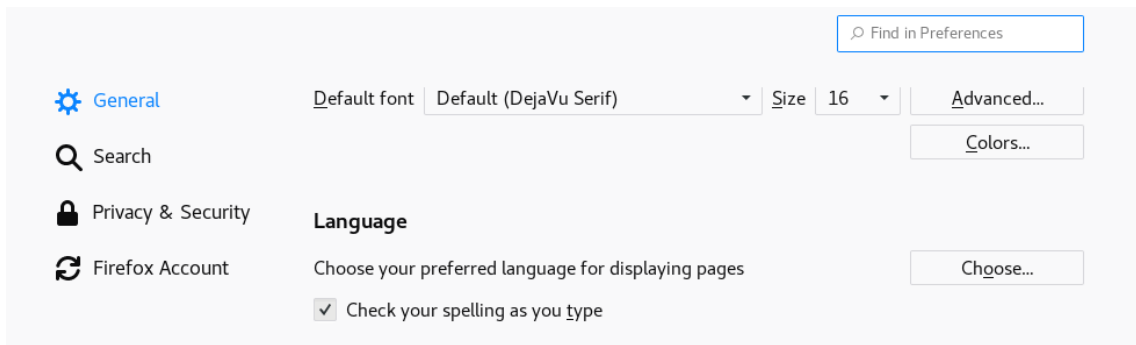 Find in Preferences
General
Default font Default (DejaVu Serif) Size 16 Advanced...
Colors...
Search
Privacy & Security
Language
Firefox Account
Choose your preferred language for displaying pages Choose...
Check your spelling as you type